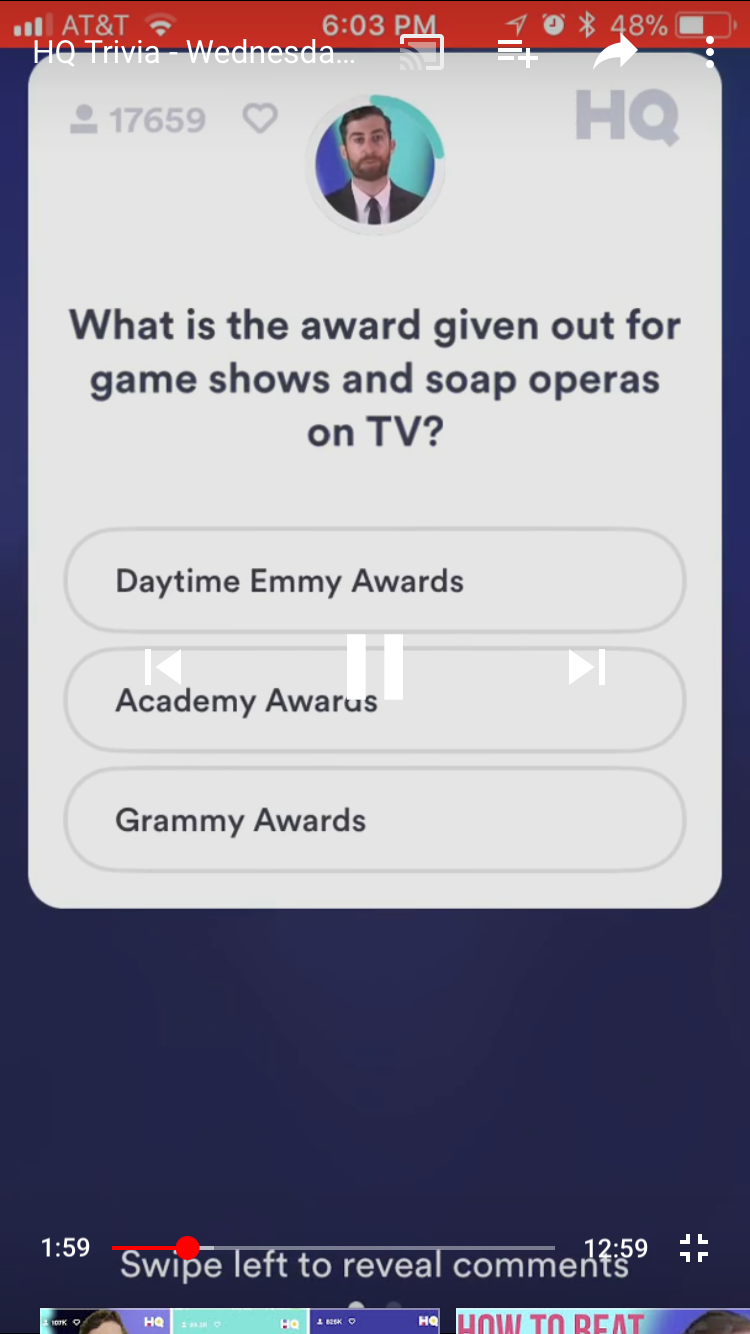 AT&T 6:03 PM 48%
HQ Trivia - Wednesda...
17659 HQ
What is the award given out for
game shows and soap operas
on TV?
Daytime Emmy Awards
Academy Awards
Grammy Awards
1:59 12:59
Swipe left to reveal comments
107K HQ HQ 825K HQ
HOW TO BEAT